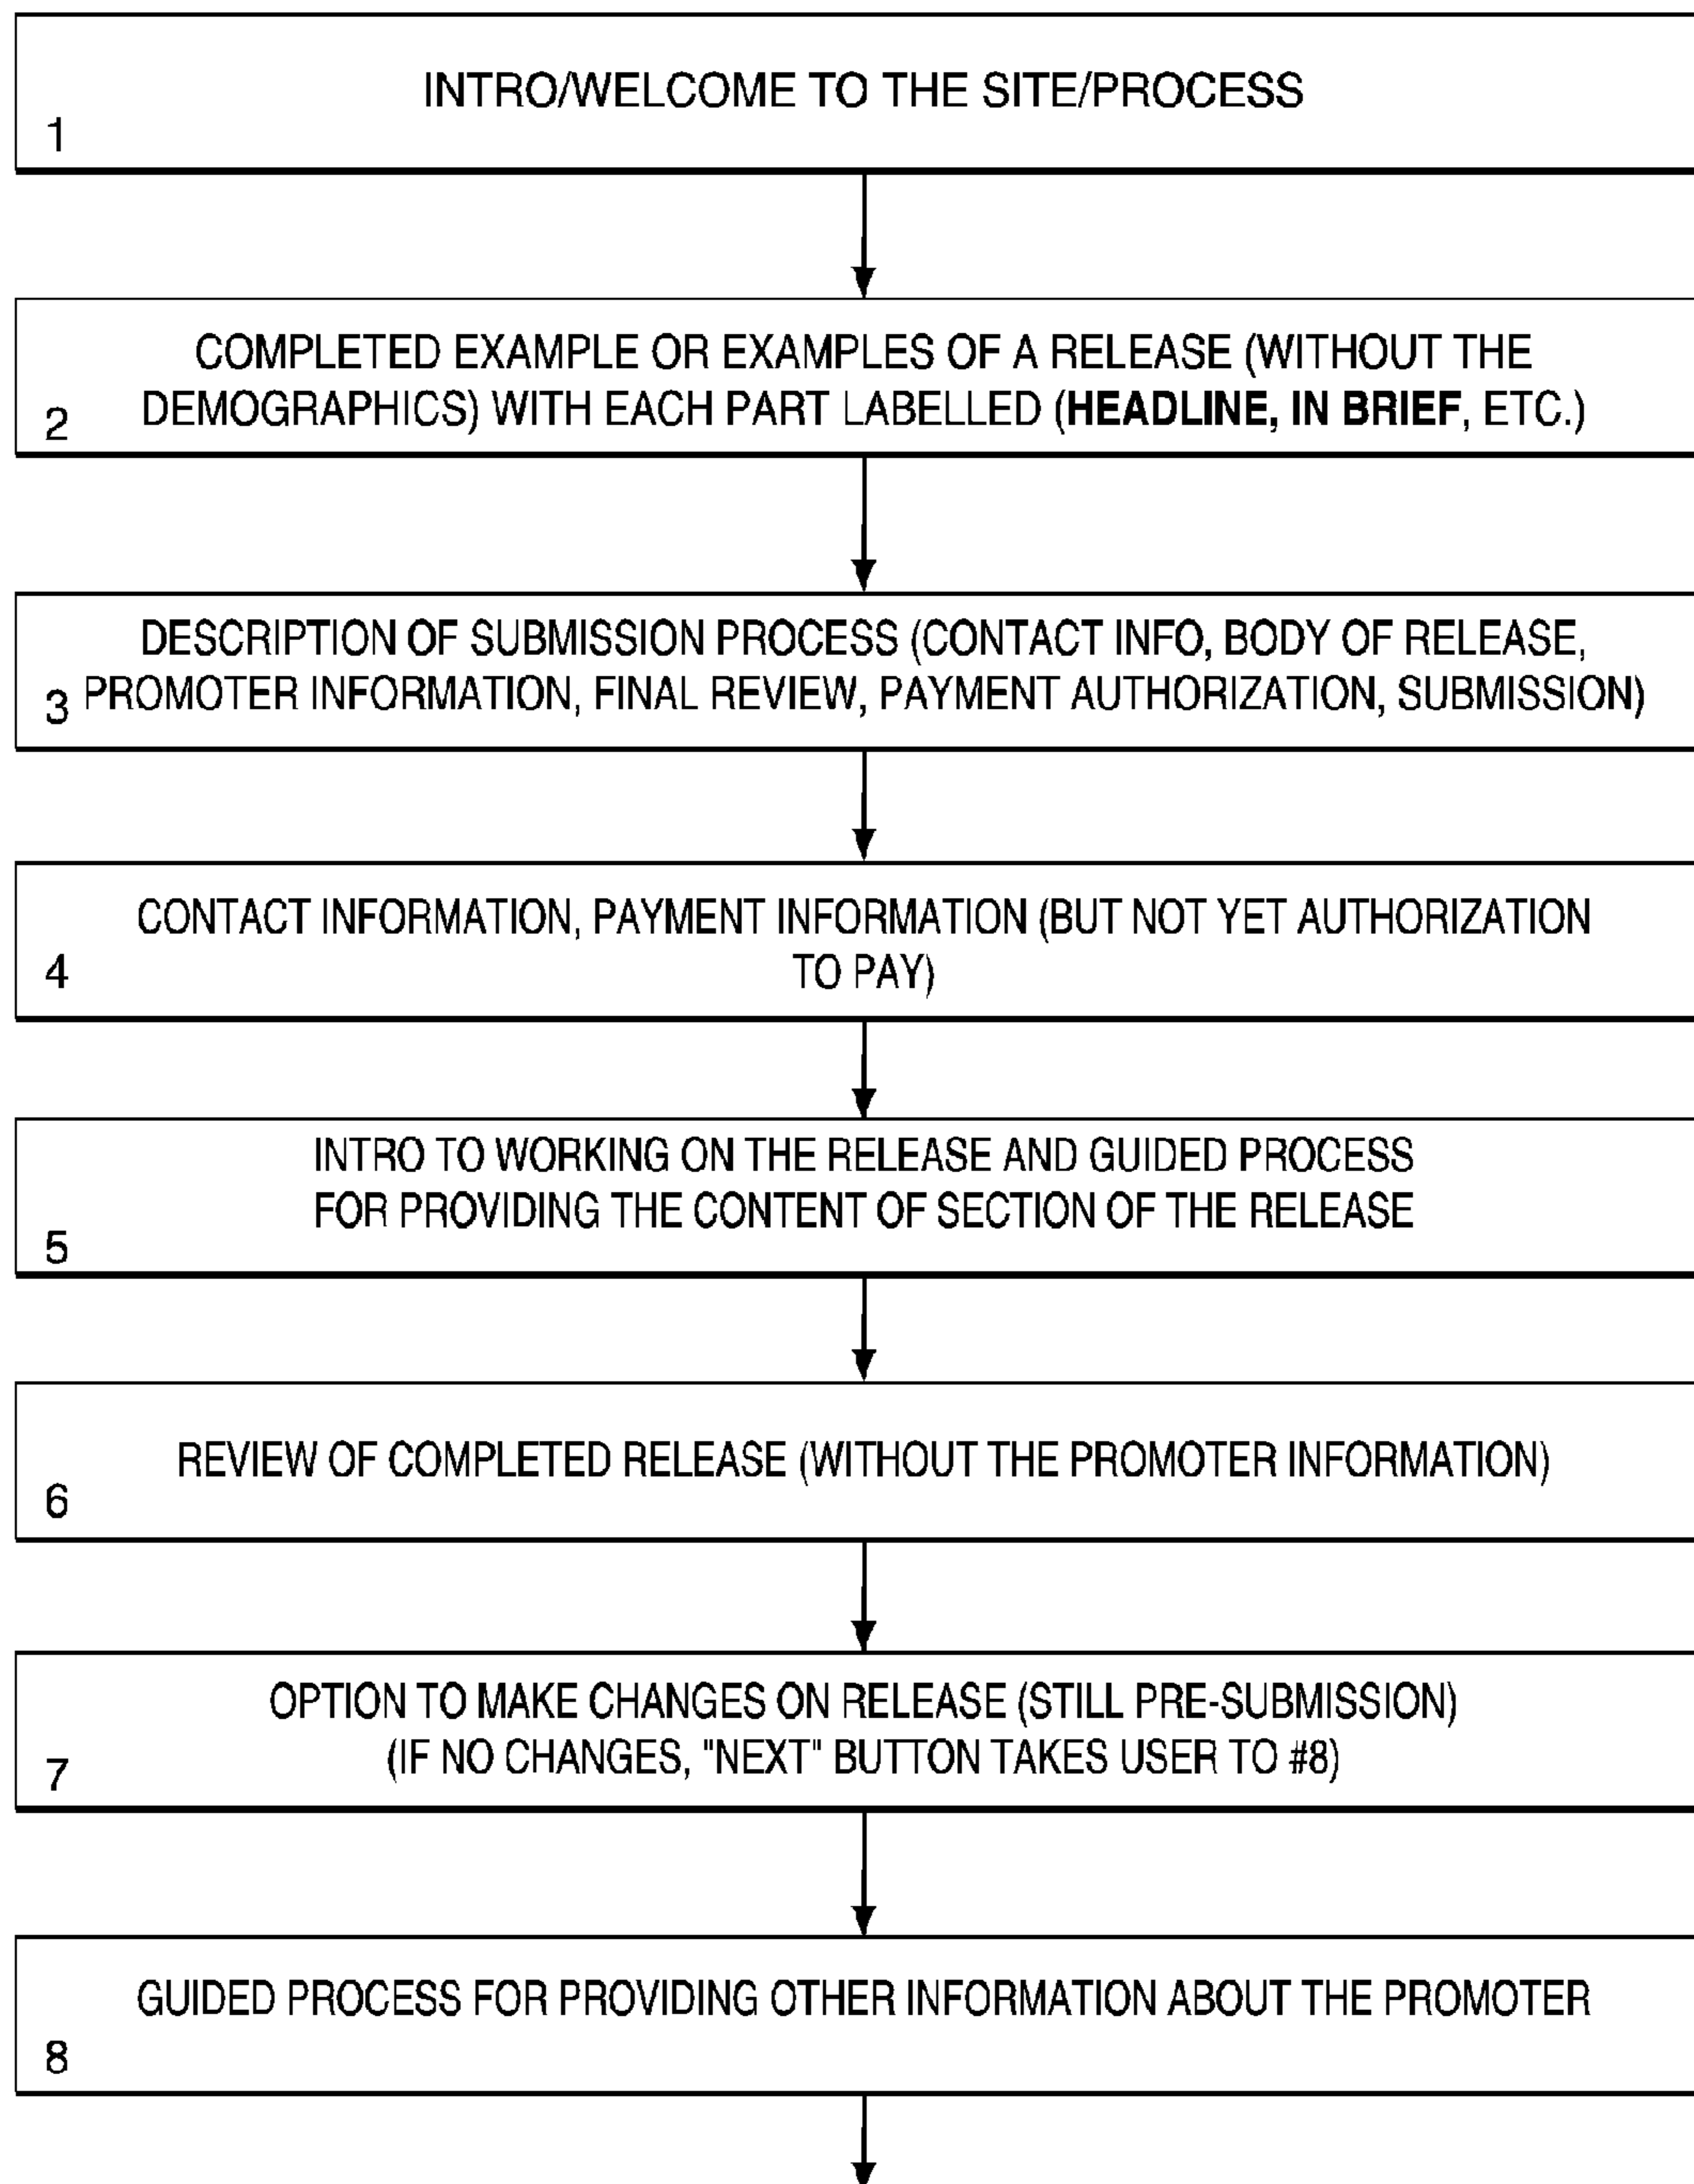 INTRO/WELCOME TO THE SITE/PROCESS
1
COMPLETED EXAMPLE OR EXAMPLES OF A RELEASE (WITHOUT THE
DEMOGRAPHICS) WITH EACH PART LABELLED (HEADLINE, IN BRIEF, ETC.)
2
DESCRIPTION OF SUBMISSION PROCESS (CONTACT INFO, BODY OF RELEASE,
PROMOTER INFORMATION, FINAL REVIEW, PAYMENT AUTHORIZATION, SUBMISSION)
3
CONTACT INFORMATION, PAYMENT INFORMATION (BUT NOT YET AUTHORIZATION
TO PAY)
4
INTRO TO WORKING ON THE RELEASE AND GUIDED PROCESS
FOR PROVIDING THE CONTENT OF SECTION OF THE RELEASE
5
REVIEW OF COMPLETED RELEASE (WITHOUT THE PROMOTER INFORMATION)
6
OPTION TO MAKE CHANGES ON RELEASE (STILL PRE-SUBMISSION)
(IF NO CHANGES, "NEXT" BUTTON TAKES USER TO #8)
7
GUIDED PROCESS FOR PROVIDING OTHER INFORMATION ABOUT THE PROMOTER
8